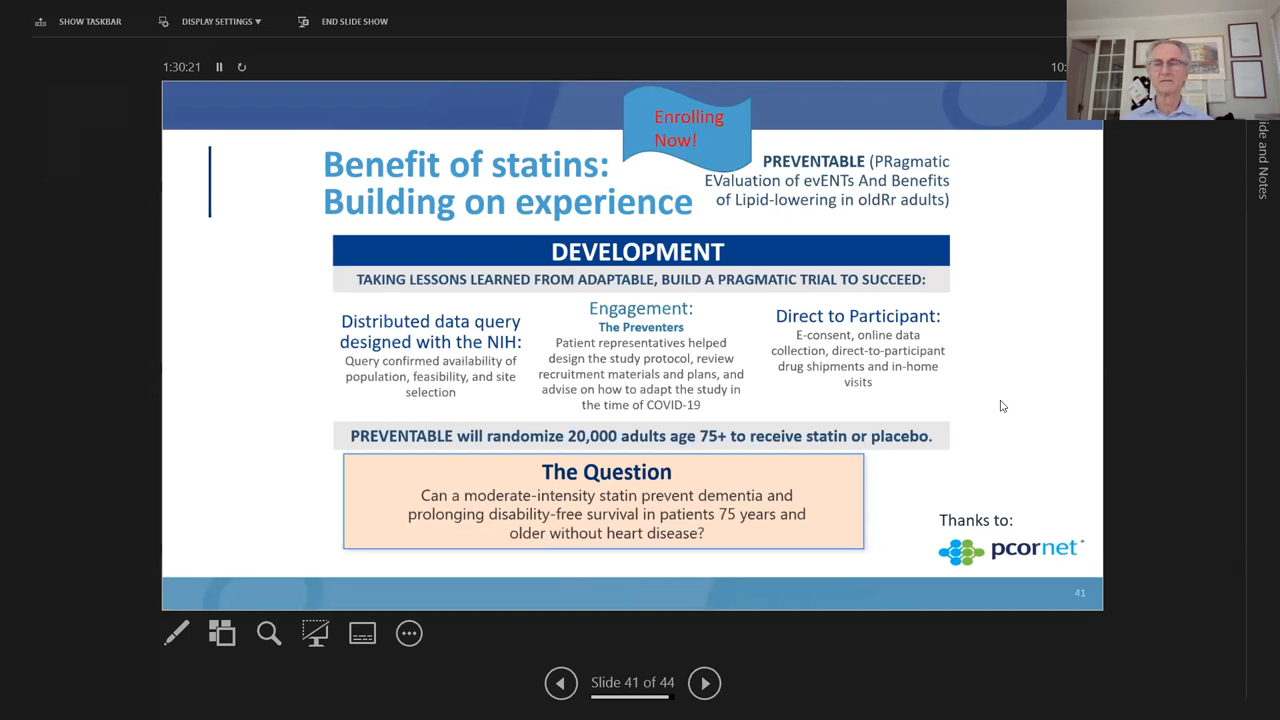 SHOW TASKBAR
DISPLAY SETTINGS ▼
END SLIDE SHOW
1:30:21
10:
Enrolling
Now!
Benefit of statins:
Building on experience
PREVENTABLE (PRagmatic
EValuation of evENTs And Benefits
of Lipid-lowering in oldRr adults)
DEVELOPMENT
TAKING LESSONS LEARNED FROM ADAPTABLE, BUILD A PRAGMATIC TRIAL TO SUCCEED:
Distributed data query
designed with the NIH:
Query confirmed availability of
population, feasibility, and site
selection
Engagement:
The Preventers
Patient representatives helped
design the study protocol, review
recruitment materials and plans, and
advise on how to adapt the study in
the time of COVID-19
Direct to Participant:
E-consent, online data
collection, direct-to-participant
drug shipments and in-home
visits
PREVENTABLE will randomize 20,000 adults age 75+ to receive statin or placebo.
The Question
Can a moderate-intensity statin prevent dementia and
prolonging disability-free survival in patients 75 years and
older without heart disease?
Thanks to:
pcornet
41
ide and Notes
Slide 41 of 44